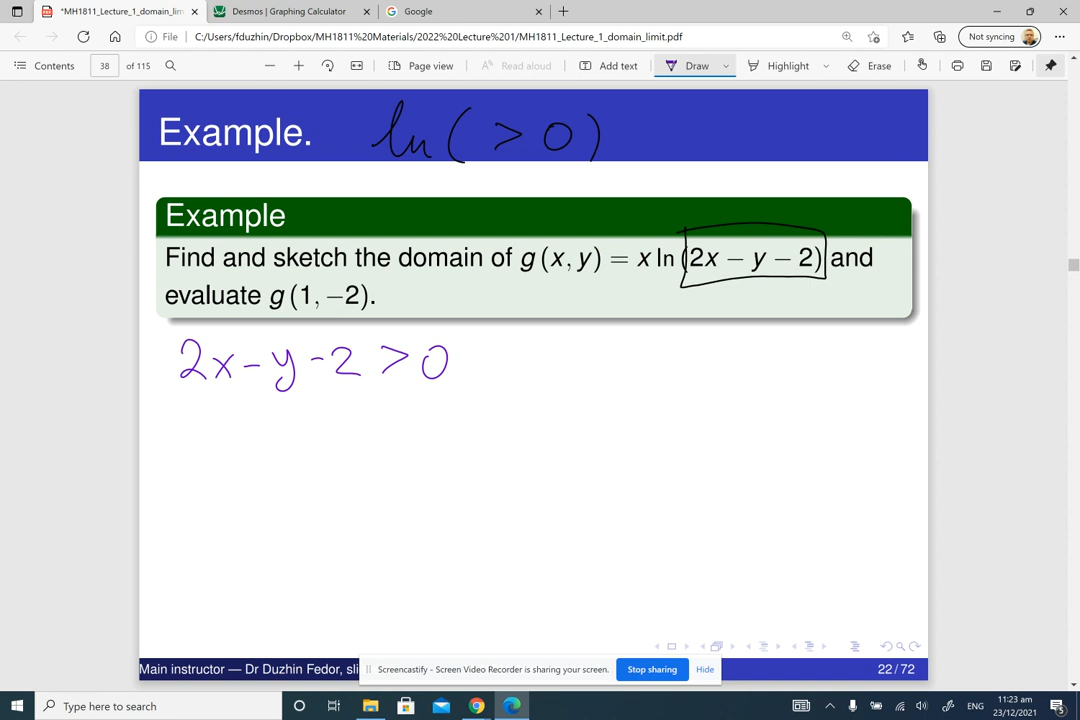 *MH1811_Lecture_1_domain_lim
Desmos | Graphing Calculator
Google
File
C:/Users/fduzhin/Dropbox/MH1811%20Materials/2022%20Lecture%201/MH1811_Lecture_1_domain_limit.pdf
Not syncing
Contents
38
of 115
Page view
Read aloud
Add text
Draw
Highlight
Erase
Example.
ln( > 0 )
Example
Find and sketch the domain of g (x, y) = x ln (2x − y − 2) and
evaluate g (1, −2).
2x - y - 2 > 0
Main instructor — Dr Duzhin Fedor, sli
Screencastify - Screen Video Recorder is sharing your screen.
Stop sharing
Hide
22 / 72
Type here to search
ENG
11:23 am
23/12/2021
5